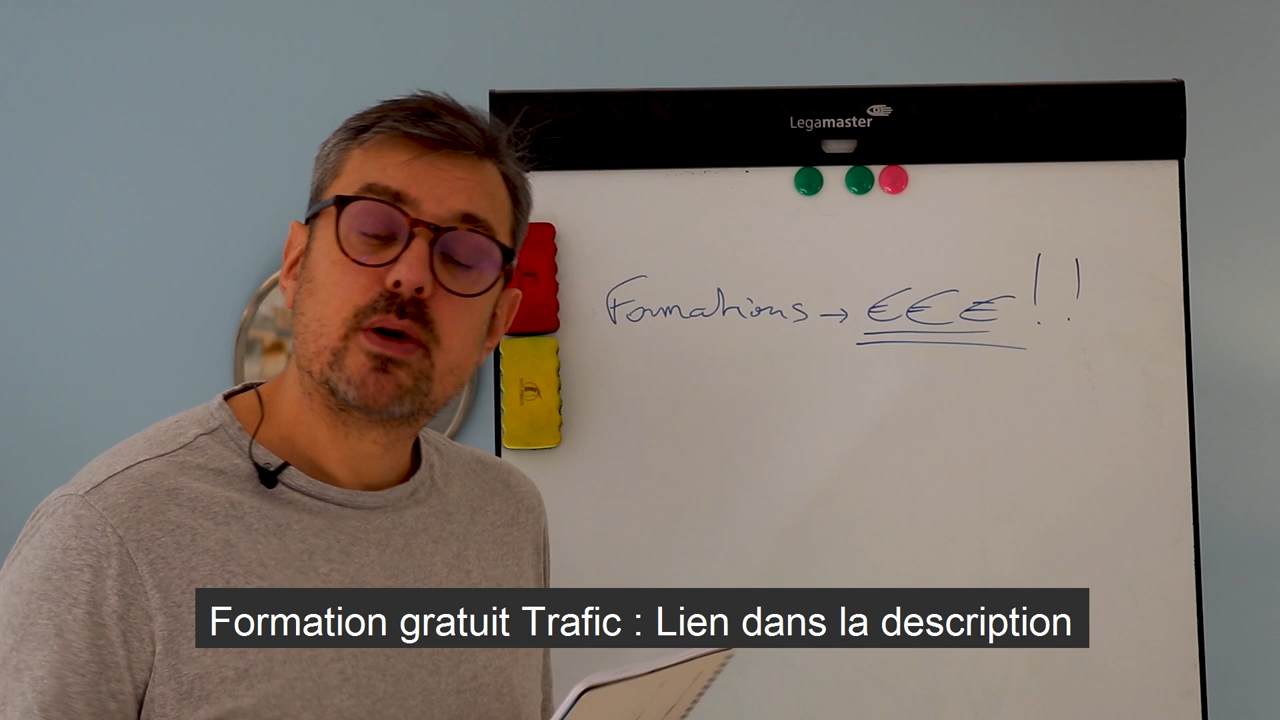 Legamaster
Formations → €€€!!
Formation gratuit Trafic : Lien dans la description